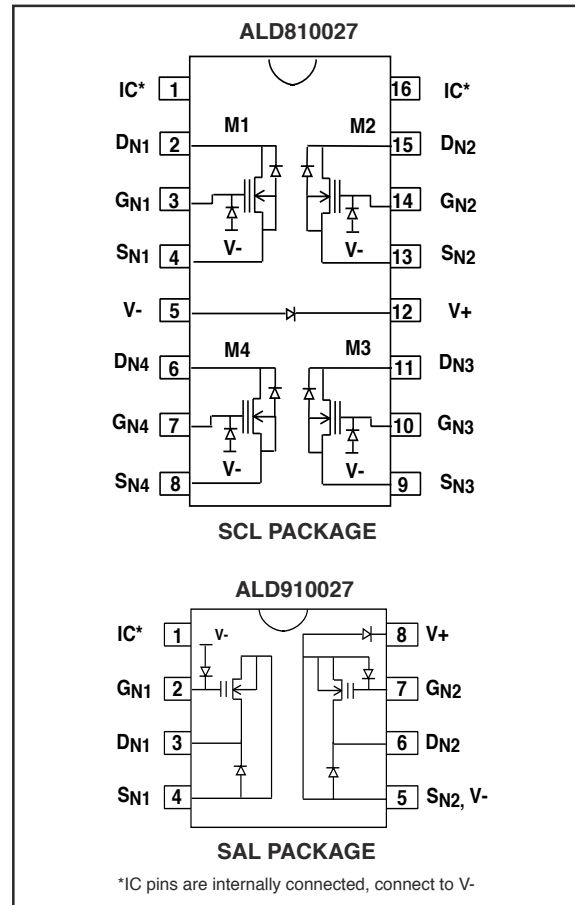 ALD810027
IC* 1 16 IC*
M1 M2
DN1 2 15 DN2
GN1 3 14 GN2
V- V-
SN1 4 13 SN2
V- 5 12 V+
M4 M3
DN4 6 11 DN3
GN4 7 10 GN3
V- V-
SN4 8 9 SN3
SCL PACKAGE
ALD910027
IC* 1 V- 8 V+
GN1 2 7 GN2
DN1 3 6 DN2
SN1 4 5 SN2, V-
SAL PACKAGE
*IC pins are internally connected, connect to V-